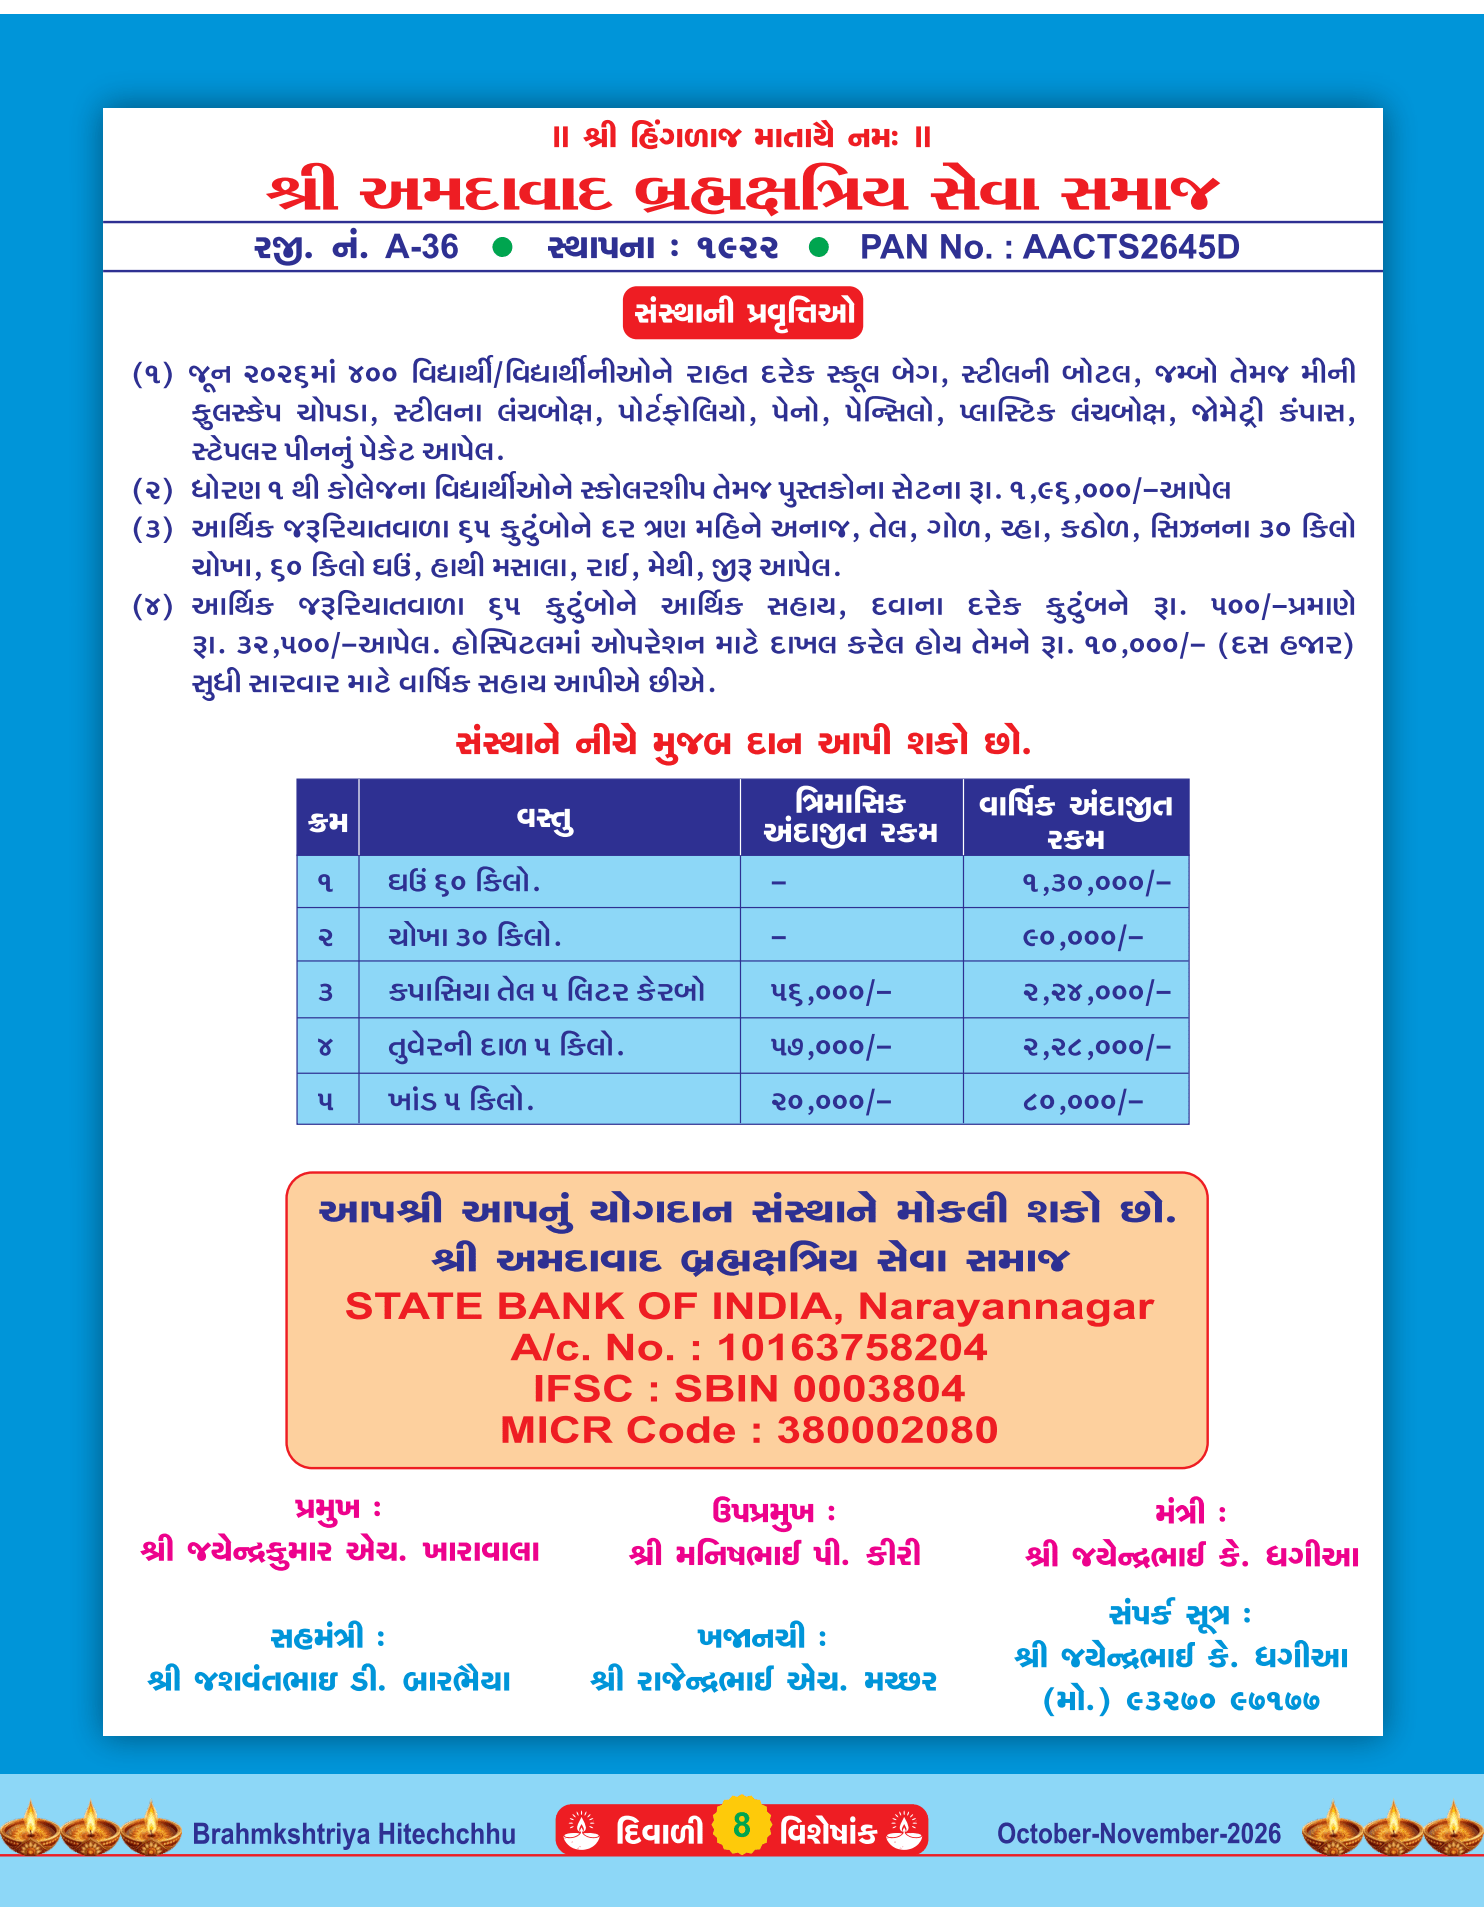 ॥ શ્રી હિંગળાજ માતાયૈ નમઃ ॥
શ્રી અમદાવાદ બ્રહ્મક્ષત્રિય સેવા સમાજ
રજી. નં. A-36 ● સ્થાપના : ૧૯૨૨ ● PAN No. : AACTS2645D
સંસ્થાની પ્રવૃત્તિઓ
(૧) જૂન ૨૦૨૬માં ૪૦૦ વિદ્યાર્થી/વિદ્યાર્થીનીઓને રાહત દરેક સ્કૂલ બેગ, સ્ટીલની બોટલ, જમ્બો તેમજ મીની
ફુલસ્કેપ ચોપડા, સ્ટીલના લંચબોક્ષ, પોર્ટફોલિયો, પેનો, પેન્સિલો, પ્લાસ્ટિક લંચબોક્ષ, જોમેટ્રી કંપાસ,
સ્ટેપલર પીનનું પેકેટ આપેલ.
(૨) ધોરણ ૧ થી કોલેજના વિદ્યાર્થીઓને સ્કોલરશીપ તેમજ પુસ્તકોના સેટના રૂા. ૧,૯૬,૦૦૦/–આપેલ
(૩) આર્થિક જરૂરિયાતવાળા ૬૫ કુટુંબોને દર ત્રણ મહિને અનાજ, તેલ, ગોળ, ચ્હા, કઠોળ, સિઝનના ૩૦ કિલો
ચોખા, ૬૦ કિલો ઘઉં, હાથી મસાલા, રાઈ, મેથી, જીરૂ આપેલ.
(૪) આર્થિક જરૂરિયાતવાળા ૬૫ કુટુંબોને આર્થિક સહાય, દવાના દરેક કુટુંબને રૂા. ૫૦૦/–પ્રમાણે
રૂા. ૩૨,૫૦૦/–આપેલ. હોસ્પિટલમાં ઓપરેશન માટે દાખલ કરેલ હોય તેમને રૂા. ૧૦,૦૦૦/– (દસ હજાર)
સુધી સારવાર માટે વાર્ષિક સહાય આપીએ છીએ.
સંસ્થાને નીચે મુજબ દાન આપી શકો છો.
ક્રમ વસ્તુ ત્રિમાસિક અંદાજીત રકમ વાર્ષિક અંદાજીત રકમ
૧ ઘઉં ૬૦ કિલો. – ૧,૩૦,૦૦૦/–
૨ ચોખા ૩૦ કિલો. – ૯૦,૦૦૦/–
૩ કપાસિયા તેલ ૫ લિટર કેરબો ૫૬,૦૦૦/– ૨,૨૪,૦૦૦/–
૪ તુવેરની દાળ ૫ કિલો. ૫૭,૦૦૦/– ૨,૨૮,૦૦૦/–
૫ ખાંડ ૫ કિલો. ૨૦,૦૦૦/– ૮૦,૦૦૦/–
આપશ્રી આપનું યોગદાન સંસ્થાને મોકલી શકો છો.
શ્રી અમદાવાદ બ્રહ્મક્ષત્રિય સેવા સમાજ
STATE BANK OF INDIA, Narayannagar
A/c. No. : 10163758204
IFSC : SBIN 0003804
MICR Code : 380002080
પ્રમુખ :
શ્રી જયેન્દ્રકુમાર એચ. ખારાવાલા
ઉપપ્રમુખ :
શ્રી મનિષભાઈ પી. કીરી
મંત્રી :
શ્રી જયેન્દ્રભાઈ કે. ધગીઆ
સહમંત્રી :
શ્રી જશવંતભાઇ ડી. બારભૈયા
ખજાનચી :
શ્રી રાજેન્દ્રભાઈ એચ. મચ્છર
સંપર્ક સૂત્ર :
શ્રી જયેન્દ્રભાઈ કે. ધગીઆ
(મો.) ૯૩૨૭૦ ૯૭૧૭૭
Brahmkshtriya Hitechchhu દિવાળી 8 વિશેષાંક October-November-2026